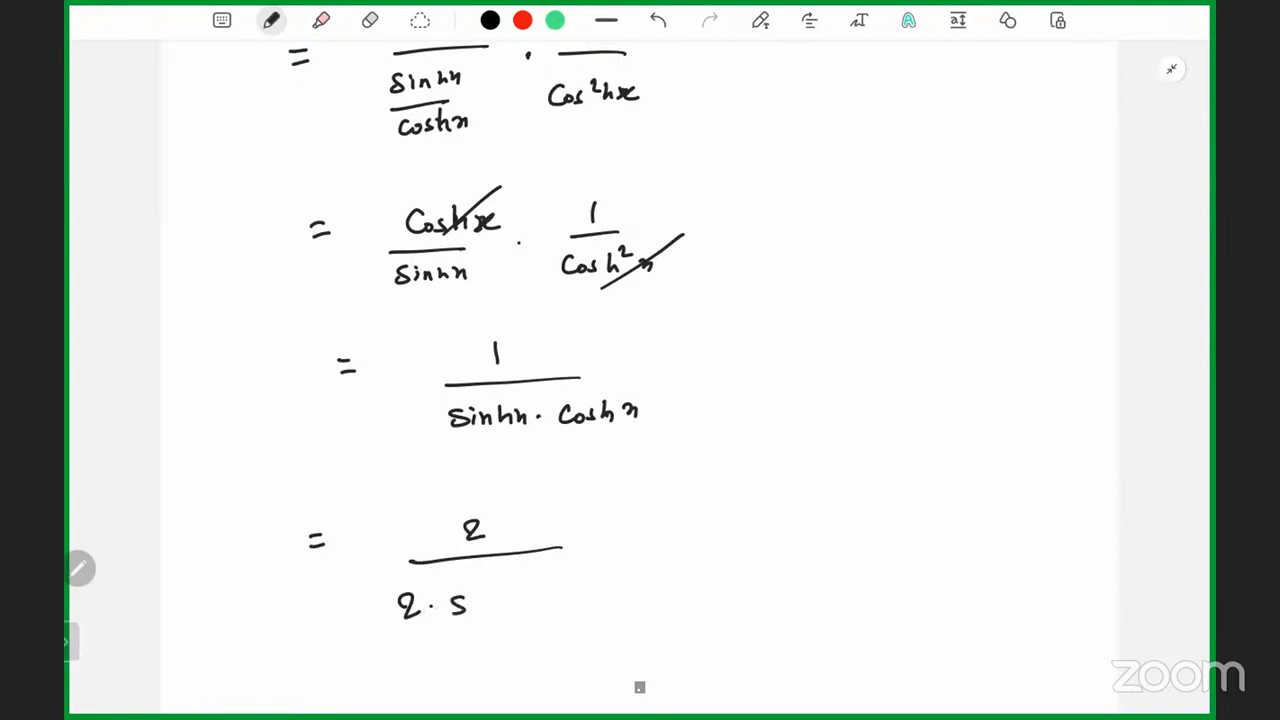 = ─── · ───
sinhx
───
coshx
cos²hx
= coshx / sinhx · 1 / cosh²x
= 1 / sinhx · coshx
= 2 / 2 · s
zoom